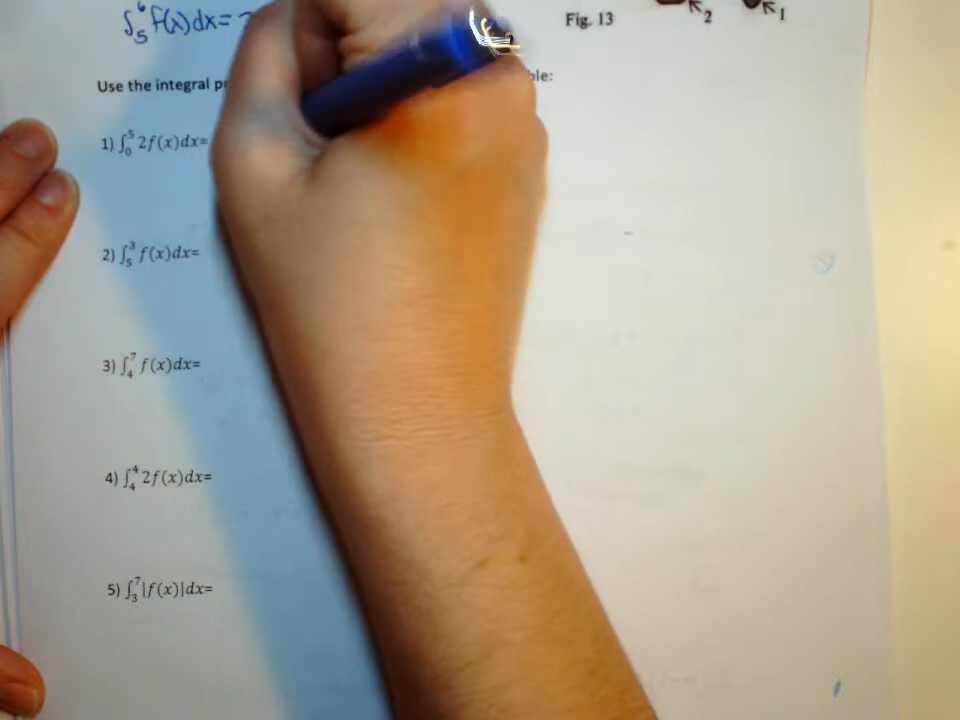 ∫₅⁶ f(x)dx=
Fig. 13
2 1
Use the integral
1) ∫₀⁵ 2f(x)dx=
2) ∫₅³ f(x)dx=
3) ∫₄⁷ f(x)dx=
4) ∫₄⁴ 2f(x)dx=
5) ∫₃⁷ |f(x)|dx=